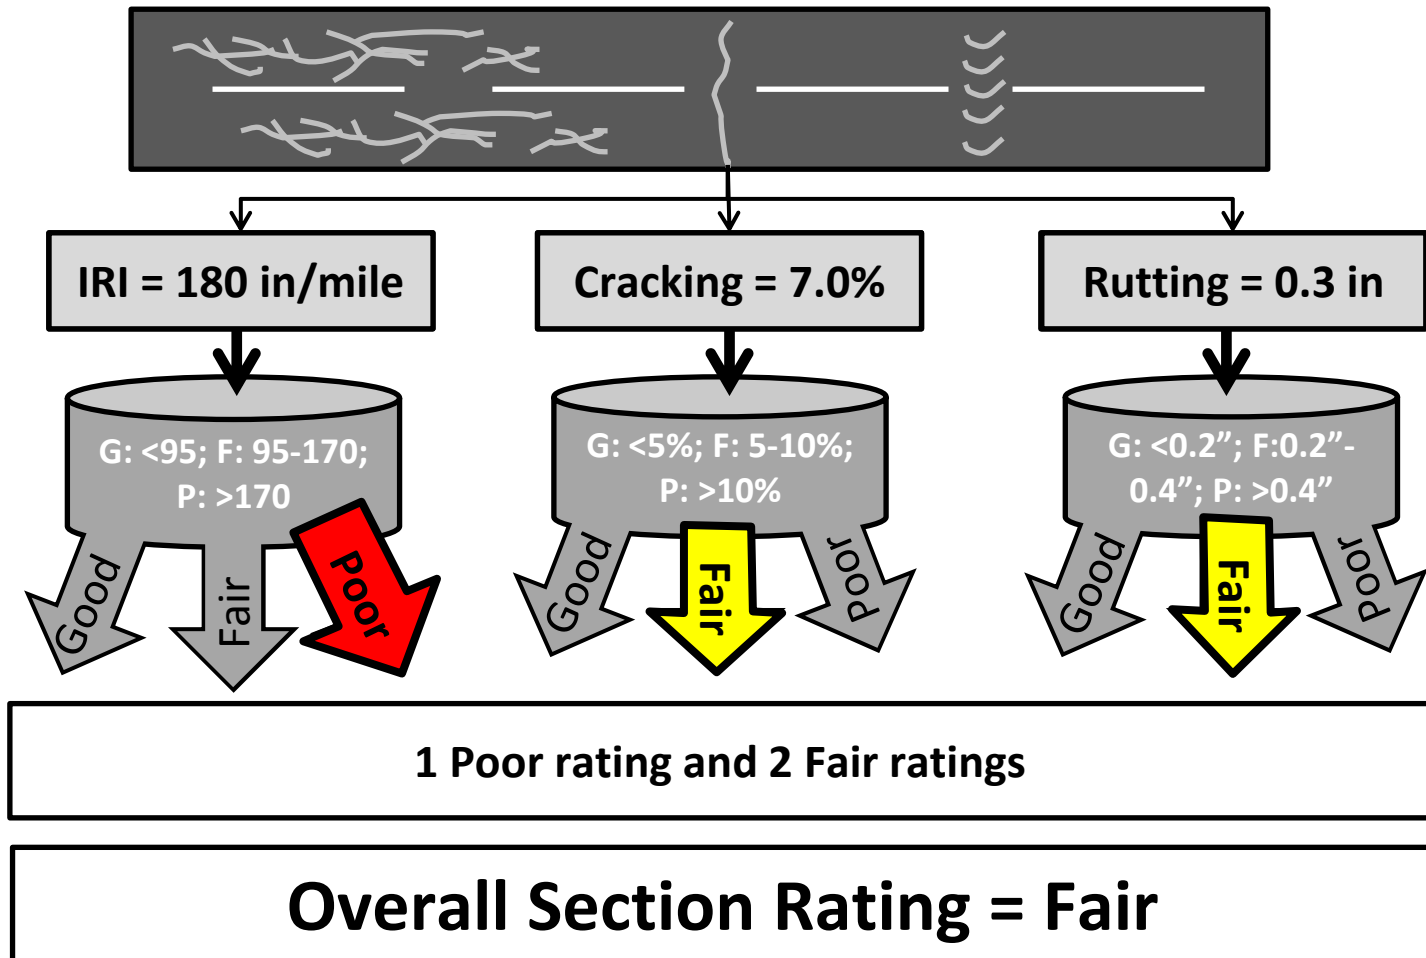 IRI = 180 in/mile
Cracking = 7.0%
Rutting = 0.3 in
G: <95; F: 95-170;
P: >170
G: <5%; F: 5-10%;
P: >10%
G: <0.2”; F:0.2”-
0.4”; P: >0.4”
Good
Fair
Poor
Good
Fair
Poor
Good
Fair
Poor
1 Poor rating and 2 Fair ratings
Overall Section Rating = Fair